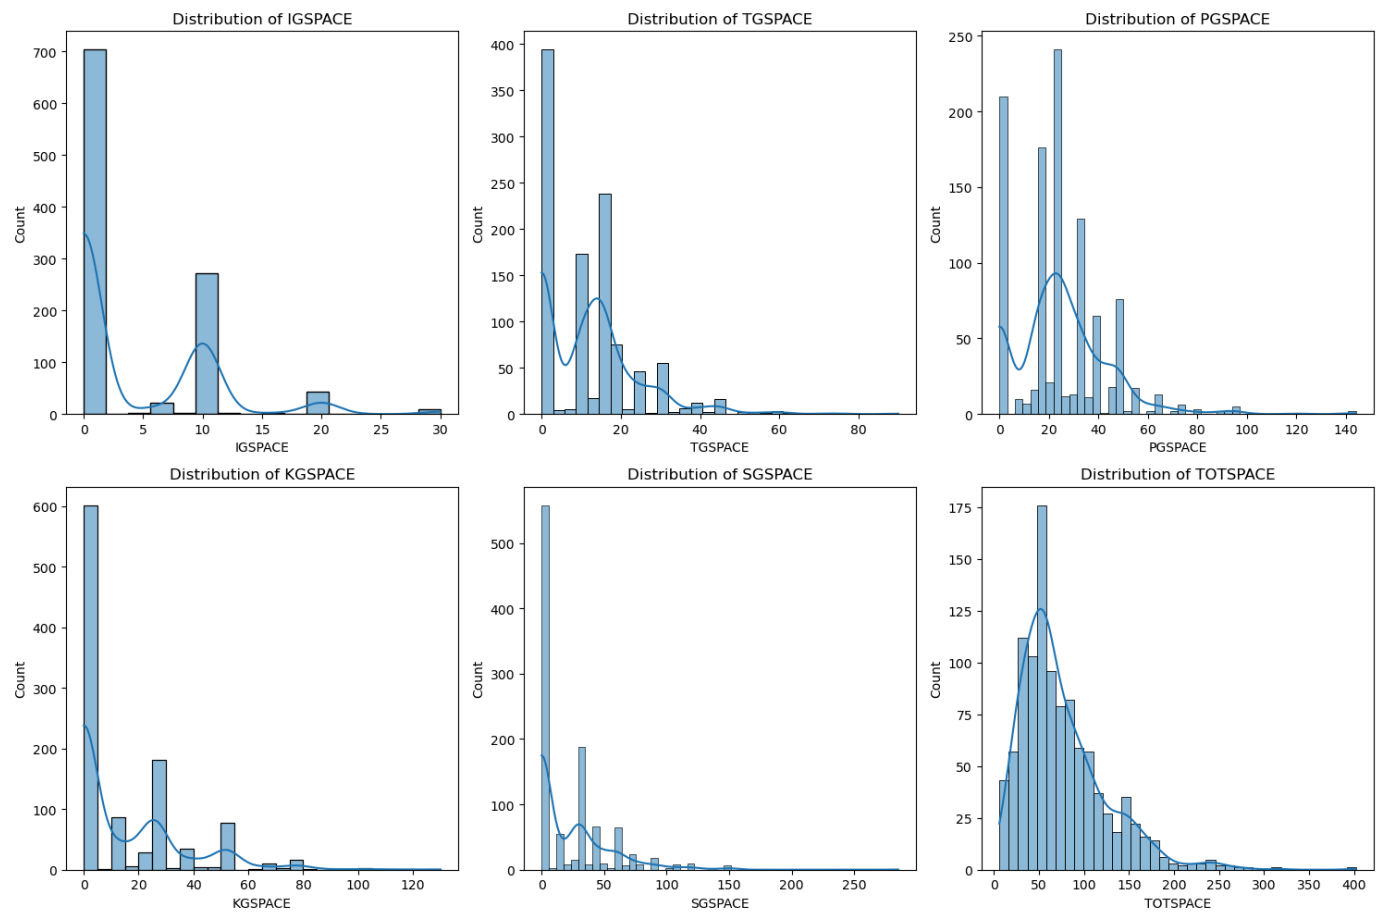 Distribution of IGSPACE
Count
700
600
500
400
300
200
100
0
0 5 10 15 20 25 30
IGSPACE
Distribution of TGSPACE
Count
400
350
300
250
200
150
100
50
0
0 20 40 60 80
TGSPACE
Distribution of PGSPACE
Count
250
200
150
100
50
0
0 20 40 60 80 100 120 140
PGSPACE
Distribution of KGSPACE
Count
600
500
400
300
200
100
0
0 20 40 60 80 100 120
KGSPACE
Distribution of SGSPACE
Count
500
400
300
200
100
0
0 50 100 150 200 250
SGSPACE
Distribution of TOTSPACE
Count
175
150
125
100
75
50
25
0
0 50 100 150 200 250 300 350 400
TOTSPACE